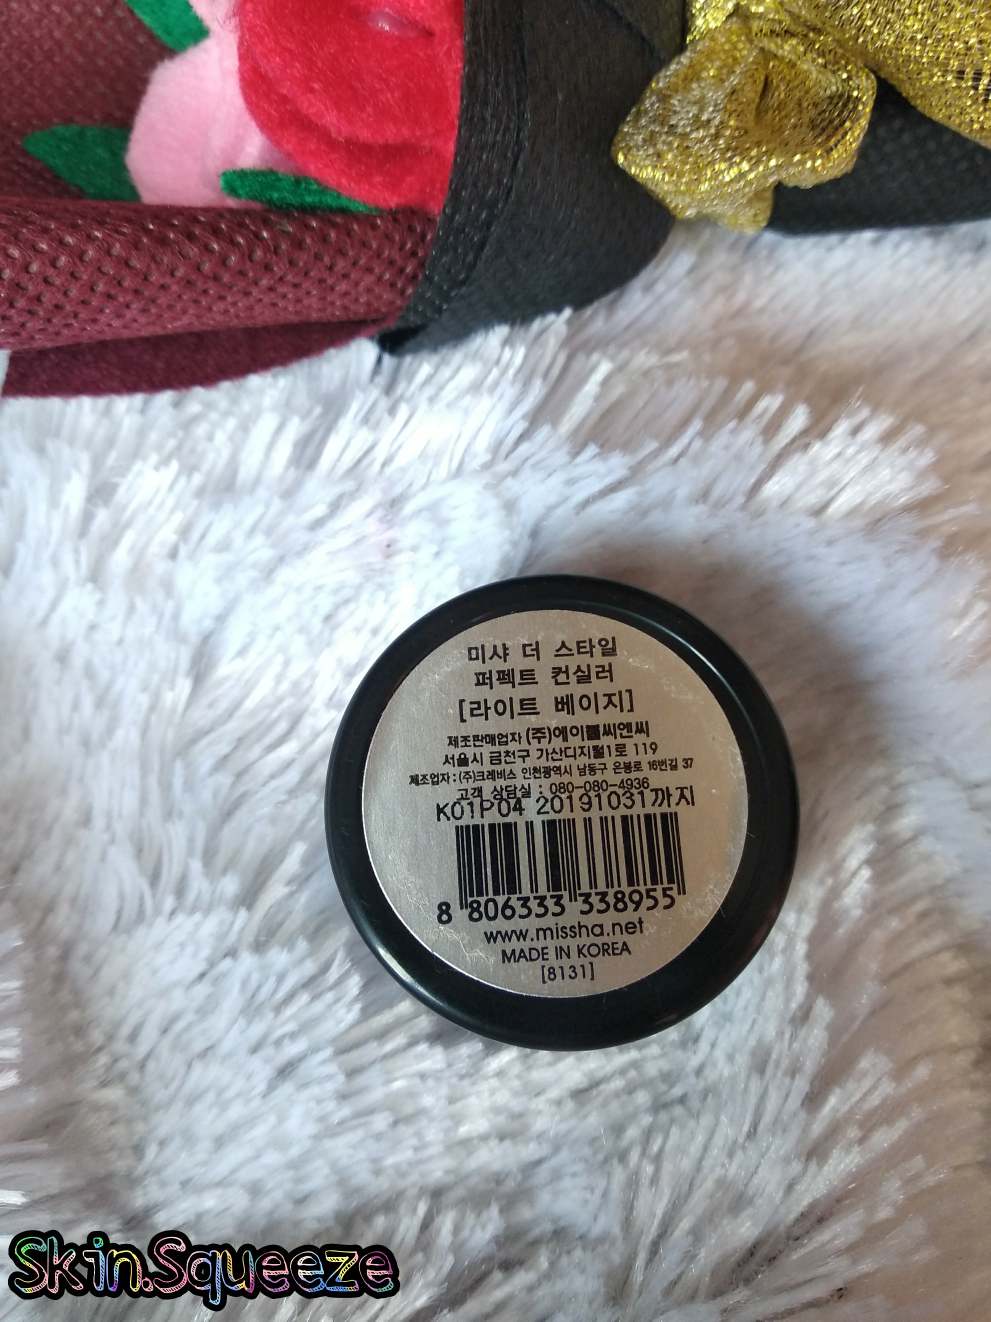 미샤 더 스타일
퍼펙트 컨실러
[라이트 베이지]
제조판매업자 (주)에이블씨엔씨
서울시 금천구 가산디지털1로 119
제조업자 : (주)크레비스 인천광역시 남동구 은봉로 16번길 37
고객 상담실 : 080-080-4936
K01P04 20191031까지
8 806333 338955
www.missha.net
MADE IN KOREA
[8131]
Skin.Squeeze